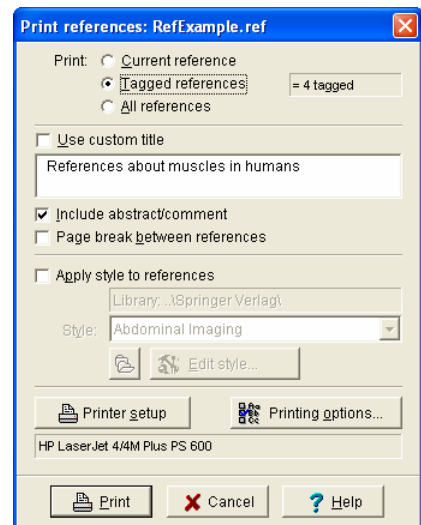 Print references: RefExample.ref
Print: Current reference
Tagged references = 4 tagged
All references
Use custom title
References about muscles in humans
Include abstract/comment
Page break between references
Apply style to references
Library: ..\Springer Verlag\
Style: Abdominal Imaging
Edit style...
Printer setup Printing options...
HP LaserJet 4/4M Plus PS 600
Print Cancel Help